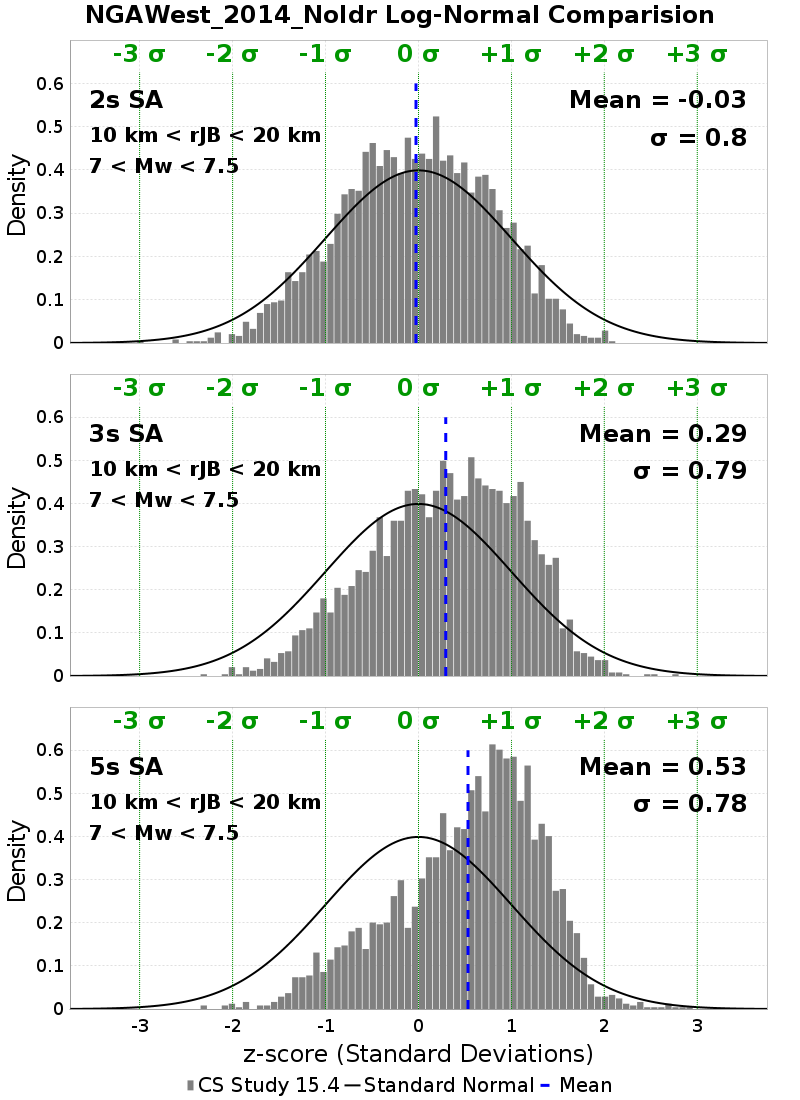 NGAWest_2014_NoIdr Log-Normal Comparision
-3 σ -2 σ -1 σ 0 σ +1 σ +2 σ +3 σ
0.6
2s SA Mean = -0.03
0.5
10 km < rJB < 20 km σ = 0.8
7 < Mw < 7.5
0.4
Density
0.3
0.2
0.1
0
-3 σ -2 σ -1 σ 0 σ +1 σ +2 σ +3 σ
0.6
3s SA Mean = 0.29
0.5
10 km < rJB < 20 km σ = 0.79
7 < Mw < 7.5
0.4
Density
0.3
0.2
0.1
0
-3 σ -2 σ -1 σ 0 σ +1 σ +2 σ +3 σ
0.6
5s SA Mean = 0.53
0.5
10 km < rJB < 20 km σ = 0.78
7 < Mw < 7.5
0.4
Density
0.3
0.2
0.1
0
-3 -2 -1 0 1 2 3
z-score (Standard Deviations)
CS Study 15.4 Standard Normal Mean